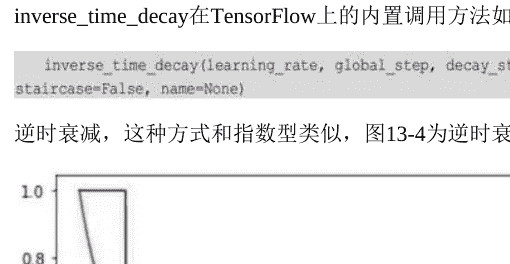 inverse_time_decay在TensorFlow上的内置调用方法如
inverse_time_decay(learning_rate, global_step, decay_st
staircase=False, name=None)
逆时衰减，这种方式和指数型类似，图13-4为逆时衰
1.0
0.8